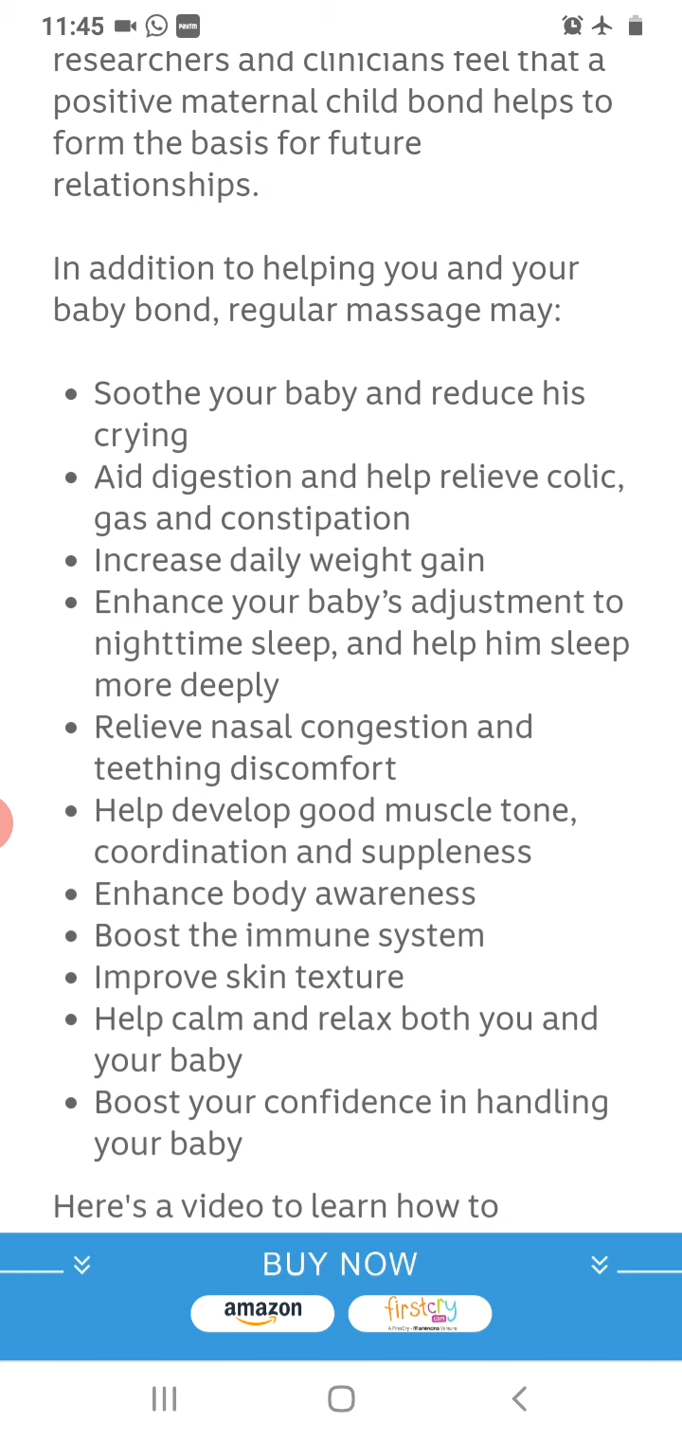 11:45
Paytm
researchers and clinicians feel that a
positive maternal child bond helps to
form the basis for future
relationships.
In addition to helping you and your
baby bond, regular massage may:
• Soothe your baby and reduce his
crying
• Aid digestion and help relieve colic,
gas and constipation
• Increase daily weight gain
• Enhance your baby’s adjustment to
nighttime sleep, and help him sleep
more deeply
• Relieve nasal congestion and
teething discomfort
• Help develop good muscle tone,
coordination and suppleness
• Enhance body awareness
• Boost the immune system
• Improve skin texture
• Help calm and relax both you and
your baby
• Boost your confidence in handling
your baby
Here's a video to learn how to
BUY NOW
amazon
firstcry
.com
A FirstCry - Mahindra Venture